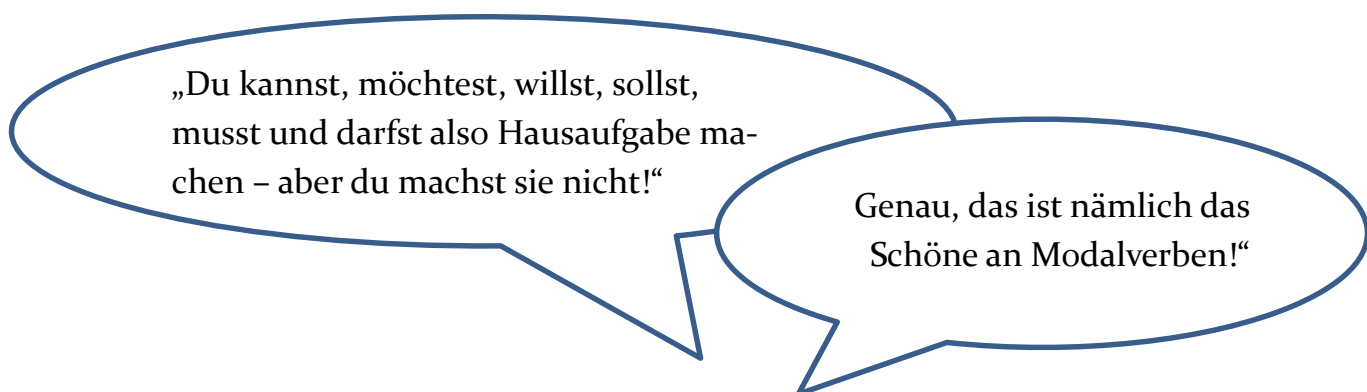 „Du kannst, möchtest, willst, sollst,
musst und darfst also Hausaufgabe ma-
chen – aber du machst sie nicht!“
Genau, das ist nämlich das
Schöne an Modalverben!“